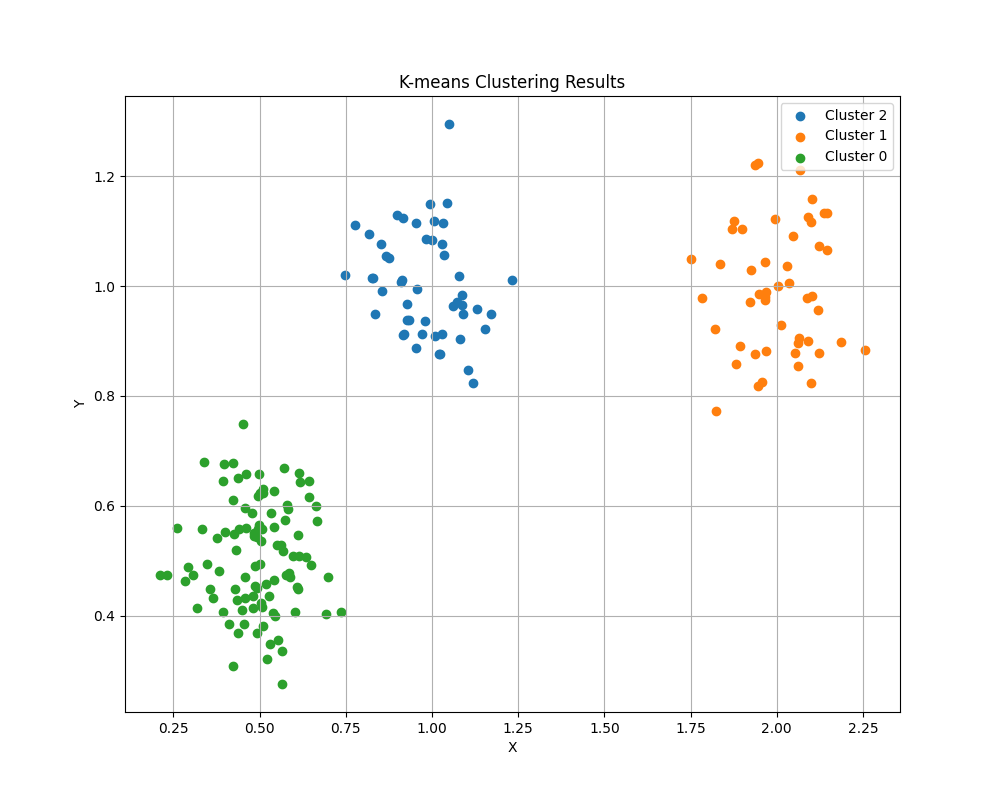 K-means Clustering Results
Cluster 2
Cluster 1
Cluster 0
1.2
1.0
0.8
0.6
0.4
Y
0.25 0.50 0.75 1.00 1.25 1.50 1.75 2.00 2.25
X